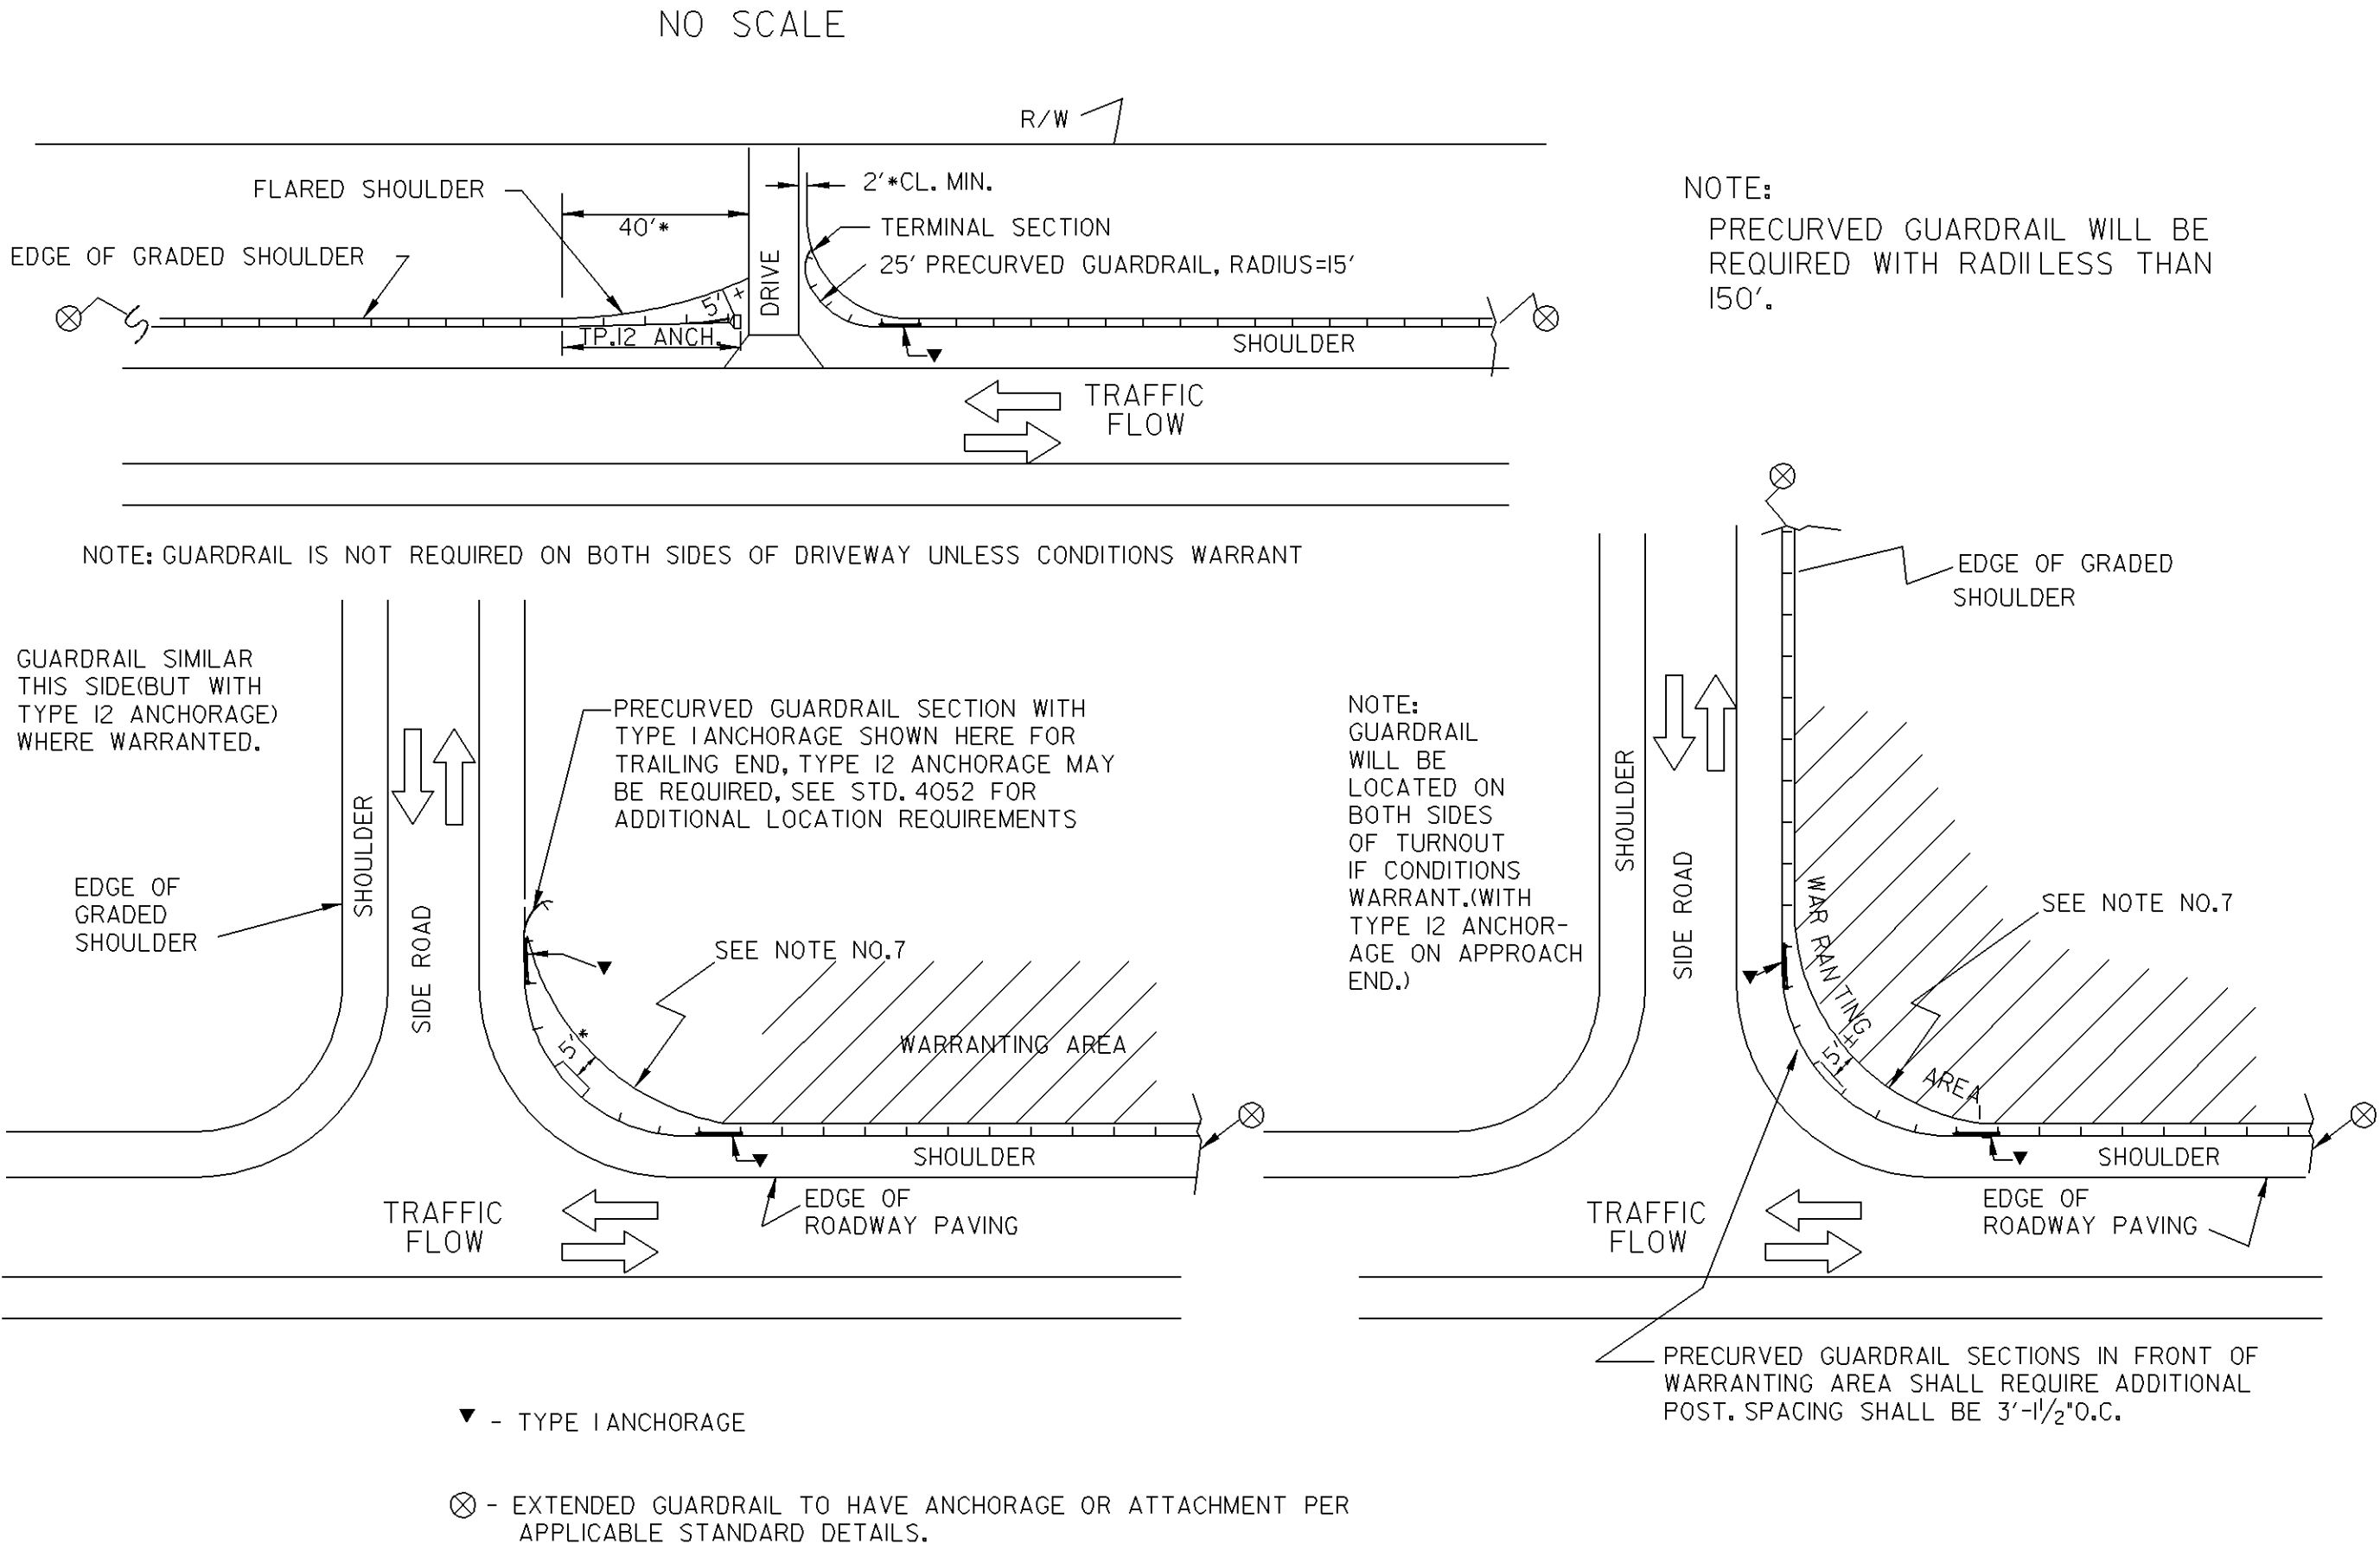 NO SCALE
R/W
FLARED SHOULDER
2'*CL. MIN.
40'*
TERMINAL SECTION
EDGE OF GRADED SHOULDER
25' PRECURVED GUARDRAIL, RADIUS=15'
DRIVE
5'+
TP.12 ANCH.
SHOULDER
TRAFFIC
FLOW
NOTE:
PRECURVED GUARDRAIL WILL BE
REQUIRED WITH RADII LESS THAN
150'.
NOTE: GUARDRAIL IS NOT REQUIRED ON BOTH SIDES OF DRIVEWAY UNLESS CONDITIONS WARRANT
GUARDRAIL SIMILAR
THIS SIDE(BUT WITH
TYPE 12 ANCHORAGE)
WHERE WARRANTED.
PRECURVED GUARDRAIL SECTION WITH
TYPE 1 ANCHORAGE SHOWN HERE FOR
TRAILING END, TYPE 12 ANCHORAGE MAY
BE REQUIRED, SEE STD. 4052 FOR
ADDITIONAL LOCATION REQUIREMENTS
EDGE OF
GRADED
SHOULDER
SHOULDER
SIDE ROAD
SEE NOTE NO.7
5'*
WARRANTING AREA
SHOULDER
EDGE OF
ROADWAY PAVING
TRAFFIC
FLOW
NOTE:
GUARDRAIL
WILL BE
LOCATED ON
BOTH SIDES
OF TURNOUT
IF CONDITIONS
WARRANT.(WITH
TYPE 12 ANCHOR-
AGE ON APPROACH
END.)
EDGE OF GRADED
SHOULDER
SHOULDER
SIDE ROAD
WARRANTING
AREA
SEE NOTE NO.7
5'±
SHOULDER
EDGE OF
ROADWAY PAVING
TRAFFIC
FLOW
PRECURVED GUARDRAIL SECTIONS IN FRONT OF
WARRANTING AREA SHALL REQUIRE ADDITIONAL
POST. SPACING SHALL BE 3'-1 1/2" O.C.
- TYPE 1 ANCHORAGE
- EXTENDED GUARDRAIL TO HAVE ANCHORAGE OR ATTACHMENT PER
APPLICABLE STANDARD DETAILS.